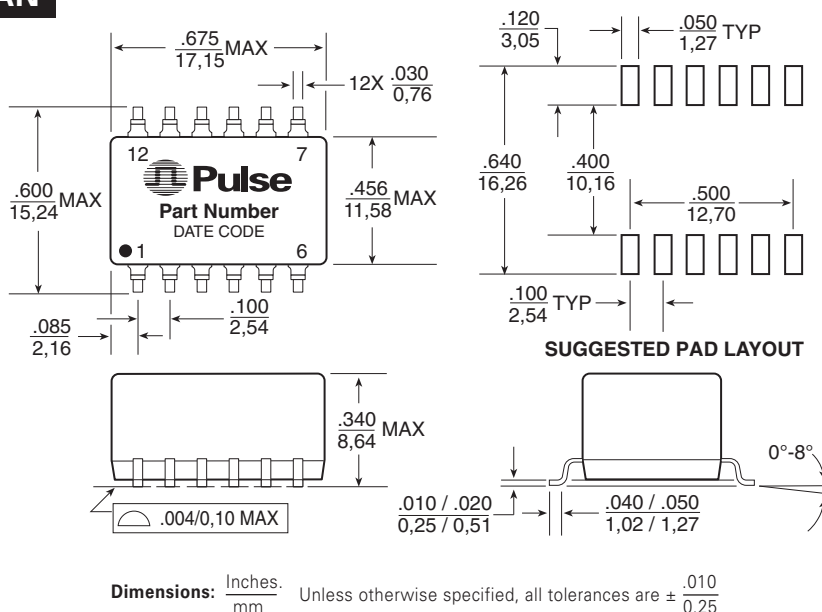 AN
.675
17,15 MAX
12X .030
0,76
.120
3,05
.050
1,27 TYP
12 7
Pulse
Part Number
DATE CODE
1 6
.600
15,24 MAX
.456
11,58 MAX
.640
16,26
.400
10,16
.500
12,70
.100
2,54
.085
2,16
.100
2,54 TYP
SUGGESTED PAD LAYOUT
.340
8,64 MAX
.004/0,10 MAX
0°-8°
.010 / .020
0,25 / 0,51
.040 / .050
1,02 / 1,27
Dimensions: Inches. Unless otherwise specified, all tolerances are ± .010
mm 0,25